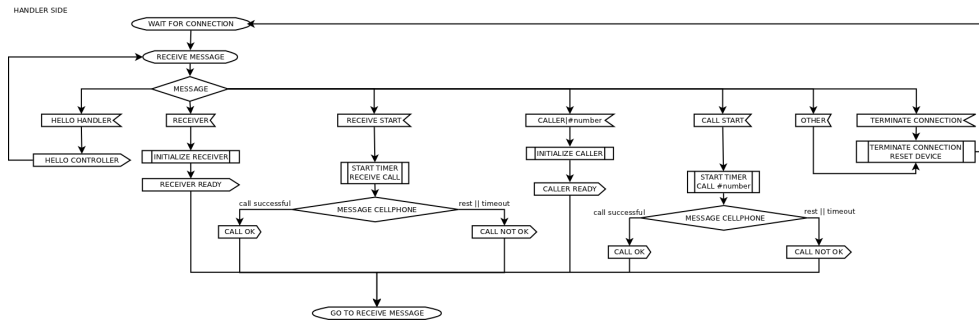 HANDLER SIDE
WAIT FOR CONNECTION
RECEIVE MESSAGE
MESSAGE
HELLO HANDLER
RECEIVER
RECEIVE START
CALLER|#number
CALL START
OTHER
TERMINATE CONNECTION
HELLO CONTROLLER
INITIALIZE RECEIVER
START TIMER
RECEIVE CALL
INITIALIZE CALLER
START TIMER
CALL #number
TERMINATE CONNECTION
RESET DEVICE
RECEIVER READY
CALLER READY
call successful
MESSAGE CELLPHONE
rest || timeout
call successful
MESSAGE CELLPHONE
rest || timeout
CALL OK
CALL NOT OK
CALL OK
CALL NOT OK
GO TO RECEIVE MESSAGE